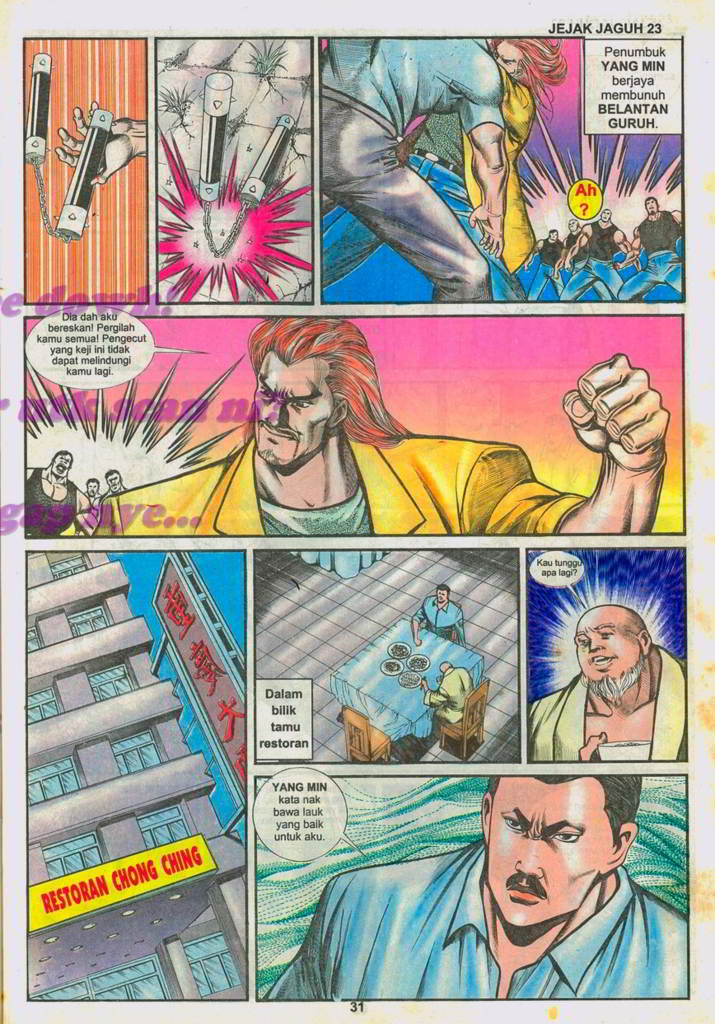 JEJAK JAGUH 23
Penumbuk
YANG MIN
berjaya
membunuh
BELANTAN
GURUH.
Ah
?
Dia dah aku
bereskan! Pergilah
kamu semua! Pengecut
yang keji ini tidak
dapat melindungi
kamu lagi.
RESTORAN CHONG CHING
Dalam
bilik
tamu
restoran
Kau tunggu
apa lagi?
YANG MIN
kata nak
bawa lauk
yang baik
untuk aku.
31